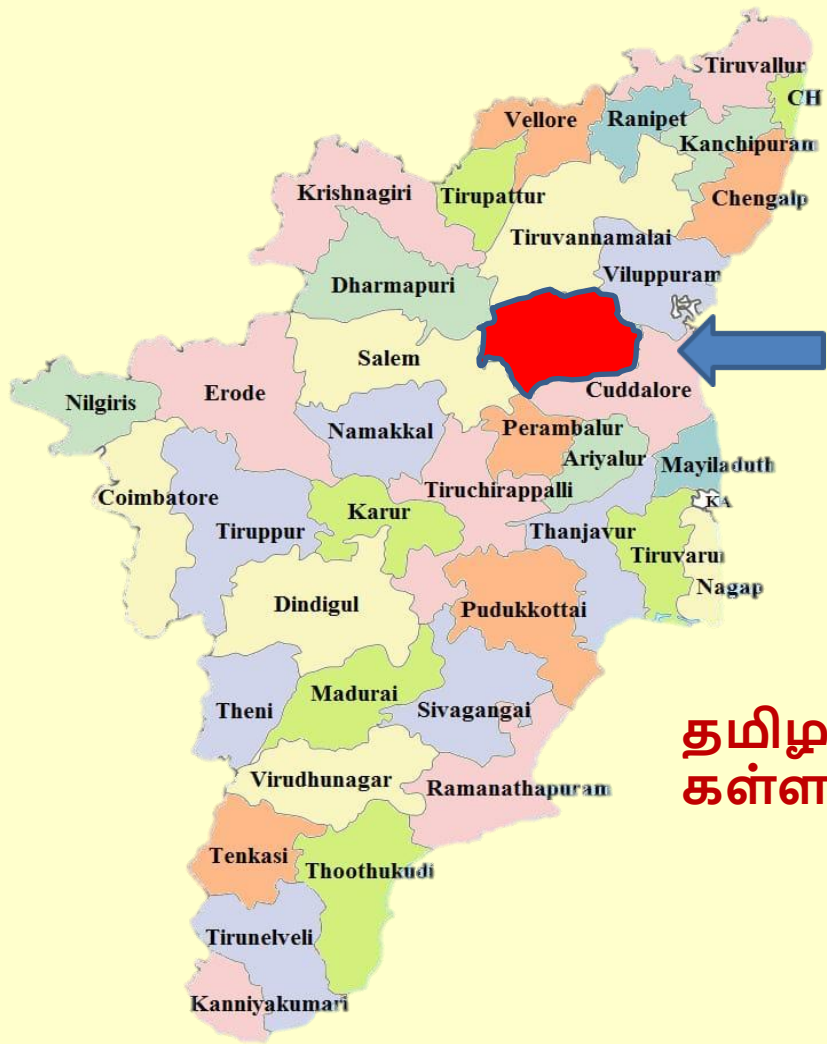 Tiruvallur
CH
Vellore
Ranipet
Kanchipuram
Krishnagiri
Tirupattur
Chengalp
Tiruvannamalai
Viluppuram
Dharmapuri
Salem
Cuddalore
Nilgiris
Erode
Namakkal
Perambalur
Ariyalur
Mayiladuth
Coimbatore
Tiruchirappalli
KA
Karur
Tiruppur
Thanjavur
Tiruvaru
Nagap
Dindigul
Pudukkottai
Madurai
Theni
Sivagangai
தமிழ
கள்ள
Virudhunagar
Ramanathapuram
Tenkasi
Thoothukudi
Tirunelveli
Kanniyakumari